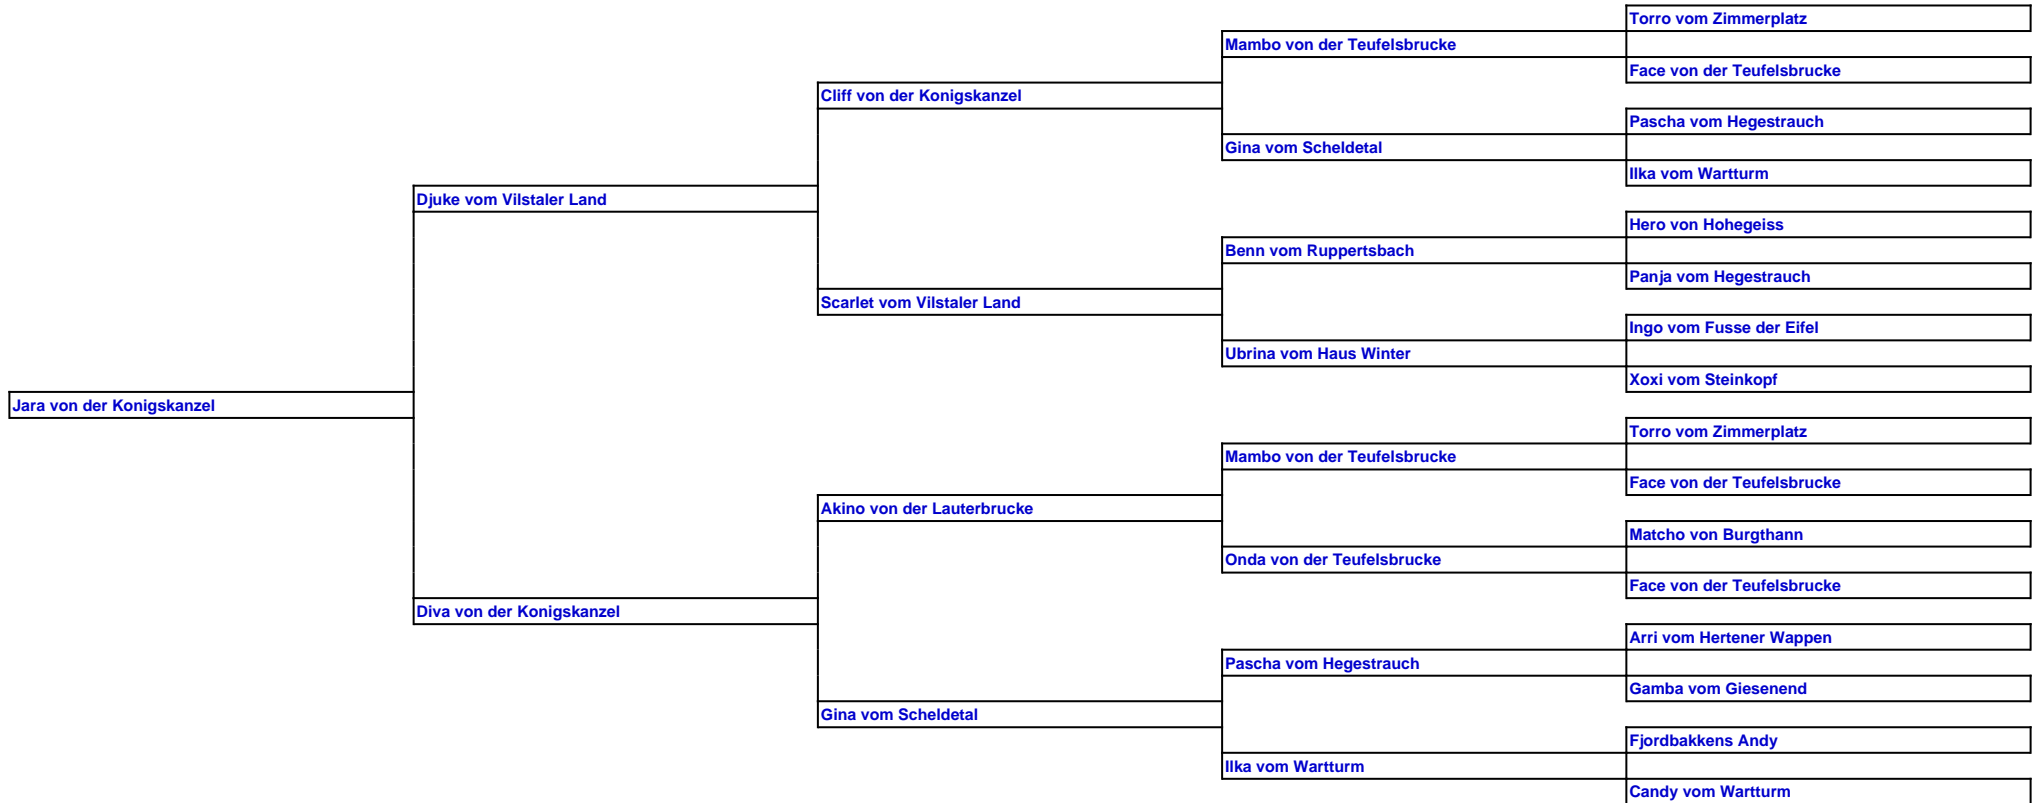 Torro vom Zimmerplatz
Mambo von der Teufelsbrucke
Face von der Teufelsbrucke
Cliff von der Konigskanzel
Pascha vom Hegestrauch
Gina vom Scheldetal
Ilka vom Wartturm
Djuke vom Vilstaler Land
Hero von Hohegeiss
Benn vom Ruppertsbach
Panja vom Hegestrauch
Scarlet vom Vilstaler Land
Ingo vom Fusse der Eifel
Ubrina vom Haus Winter
Xoxi vom Steinkopf
Jara von der Konigskanzel
Torro vom Zimmerplatz
Mambo von der Teufelsbrucke
Face von der Teufelsbrucke
Akino von der Lauterbrucke
Matcho von Burgthann
Onda von der Teufelsbrucke
Face von der Teufelsbrucke
Diva von der Konigskanzel
Arri vom Hertener Wappen
Pascha vom Hegestrauch
Gamba vom Giesenend
Gina vom Scheldetal
Fjordbakkens Andy
Ilka vom Wartturm
Candy vom Wartturm